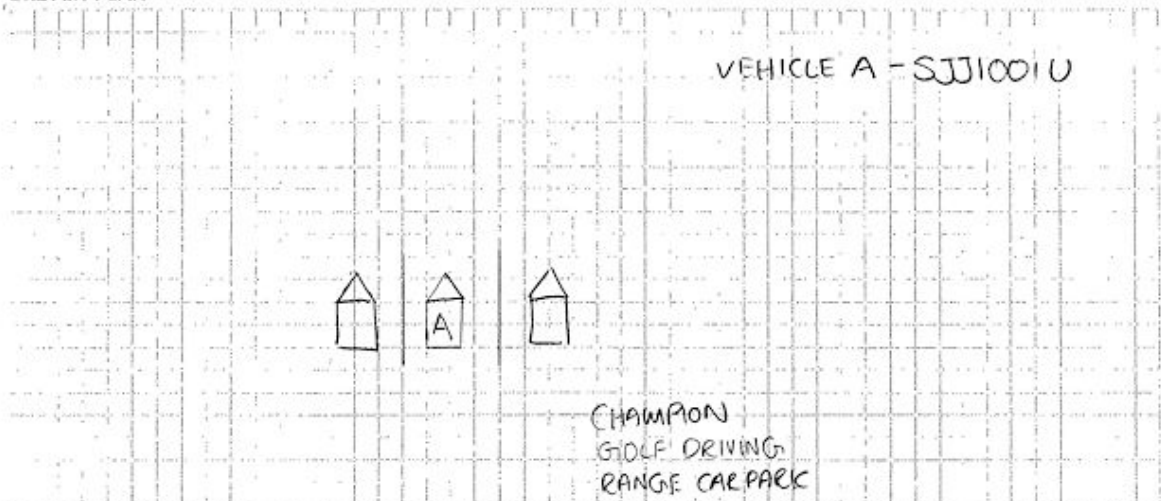 VEHICLE A - SJJ1001U
A
CHAMPION
GOLF DRIVING
RANGE CARPARK